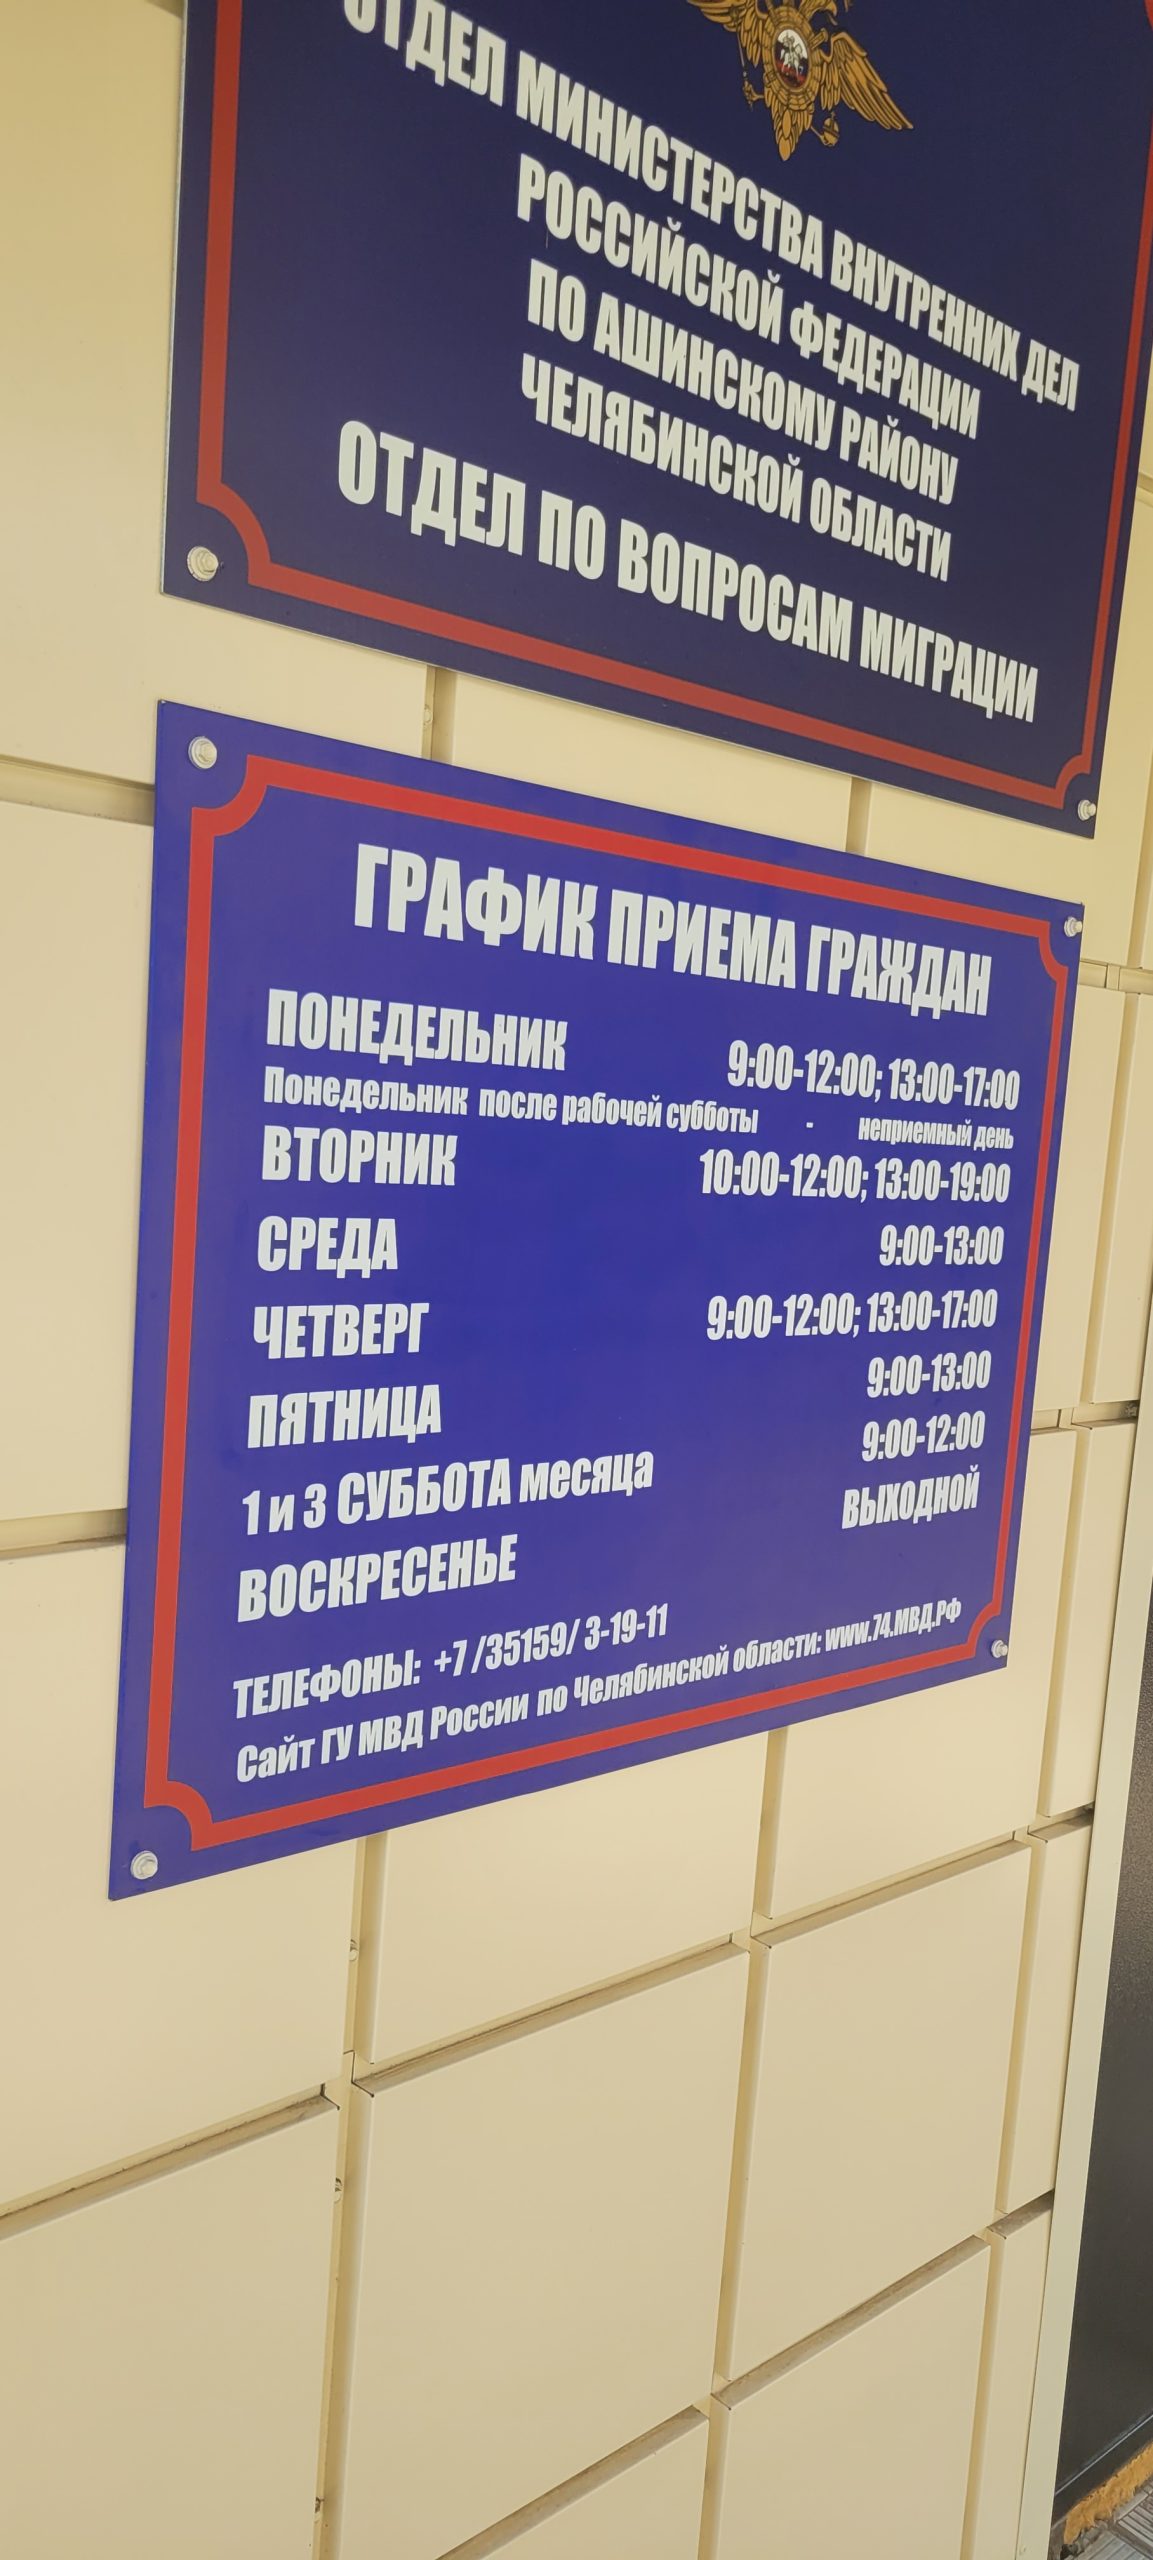 ОТДЕЛ МИНИСТЕРСТВА ВНУТРЕННИХ ДЕЛ
РОССИЙСКОЙ ФЕДЕРАЦИИ
ПО АШИНСКОМУ РАЙОНУ
ЧЕЛЯБИНСКОЙ ОБЛАСТИ
ОТДЕЛ ПО ВОПРОСАМ МИГРАЦИИ
ГРАФИК ПРИЕМА ГРАЖДАН
ПОНЕДЕЛЬНИК 9:00-12:00; 13:00-17:00
Понедельник после рабочей субботы - неприемный день
ВТОРНИК 10:00-12:00; 13:00-19:00
СРЕДА 9:00-13:00
ЧЕТВЕРГ 9:00-12:00; 13:00-17:00
ПЯТНИЦА 9:00-13:00
1 и 3 СУББОТА месяца 9:00-12:00
ВОСКРЕСЕНЬЕ ВЫХОДНОЙ
ТЕЛЕФОНЫ: +7 /35159/ 3-19-11
Сайт ГУ МВД России по Челябинской области: www.74.МВД.РФ